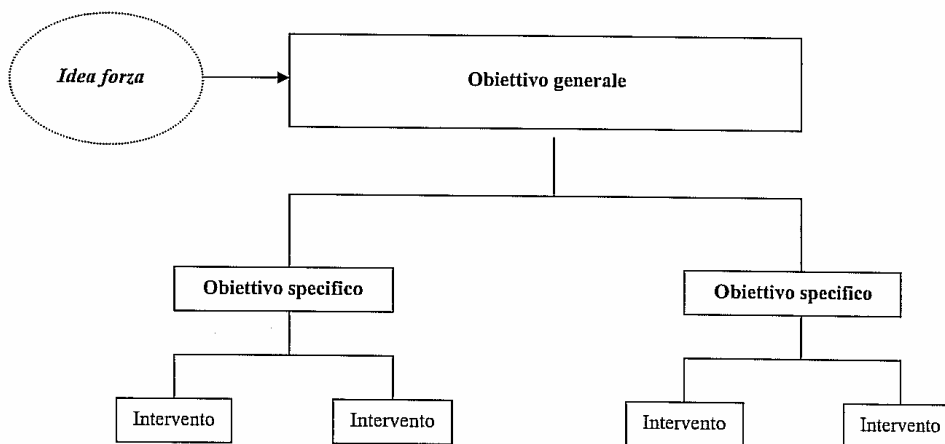 Idea forza
Obiettivo generale
Obiettivo specifico
Obiettivo specifico
Intervento
Intervento
Intervento
Intervento